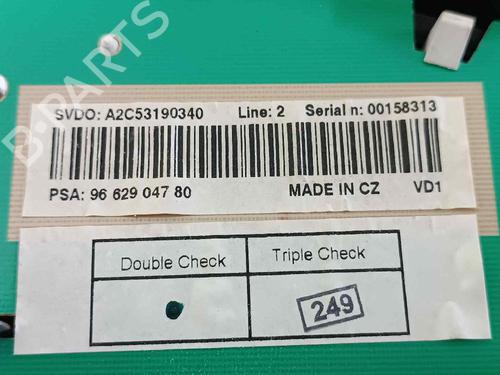 SVDO: A2C53190340 Line: 2 Serial n: 00158313
PSA: 96 629 047 80 MADE IN CZ VD1
Double Check Triple Check
249
B-PARTS